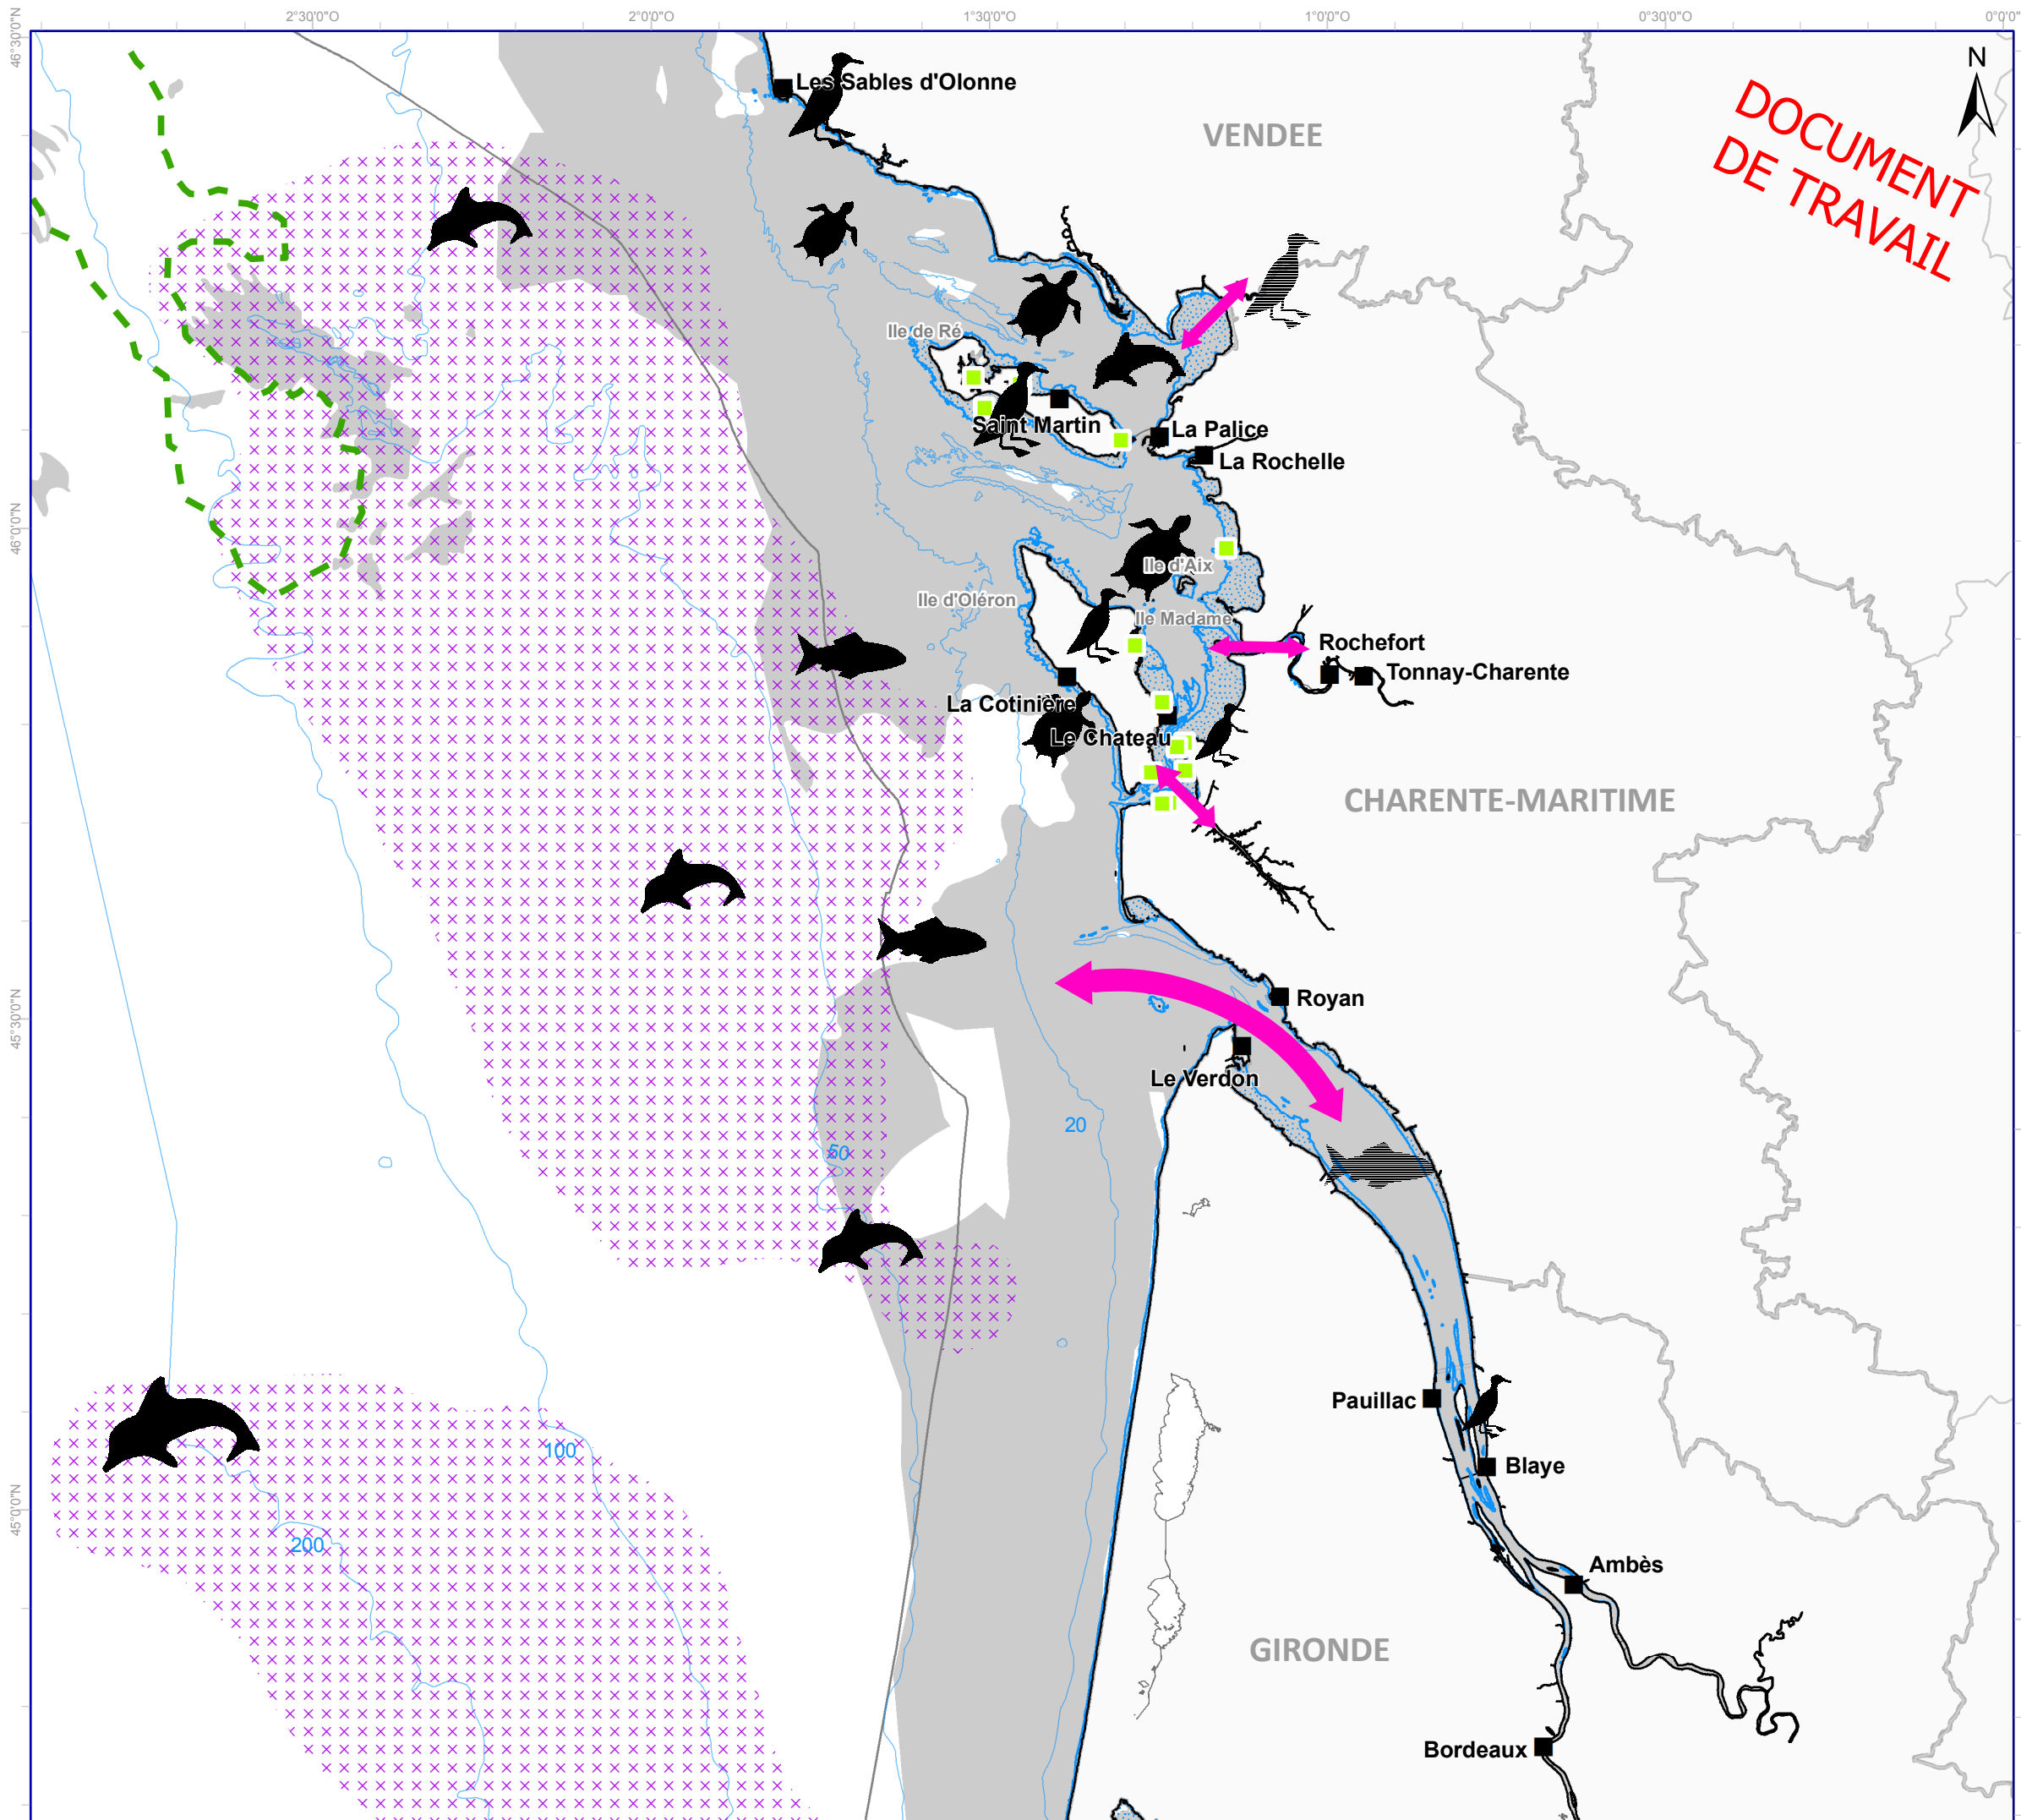 2°30'0"O
2°0'0"O
1°30'0"O
1°0'0"O
0°30'0"O
0°0'0"
46°30'0"N
46°0'0"N
45°30'0"N
45°0'0"N
N
DOCUMENT
DE TRAVAIL
Les Sables d'Olonne
VENDEE
Ile de Ré
Saint Martin
La Palice
La Rochelle
Ile d'Aix
Ile d'Oléron
Ile Madame
Rochefort
Tonnay-Charente
La Cotinière
Le Chateau
CHARENTE-MARITIME
Royan
Le Verdon
20
50
Pauillac
100
Blaye
200
Ambès
GIRONDE
Bordeaux